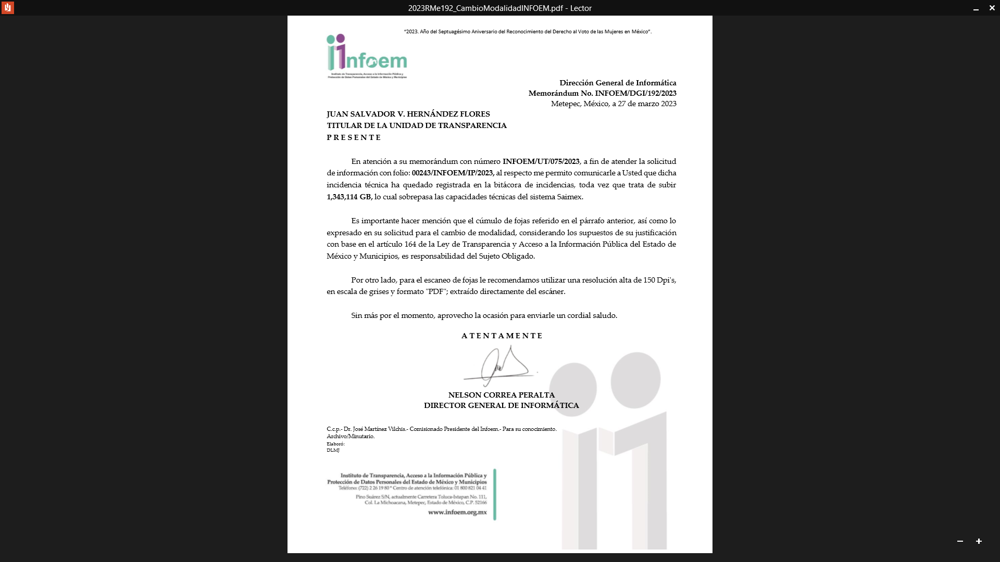 2023RMe192_CambioModalidadINFOEM.pdf - Lector
“2023. Año del Septuagésimo Aniversario del Reconocimiento del Derecho al Voto de las Mujeres en México”.
infoem
Instituto de Transparencia, Acceso a la Información Pública y
Protección de Datos Personales del Estado de México y Municipios
Dirección General de Informática
Memorándum No. INFOEM/DGI/192/2023
Metepec, México, a 27 de marzo 2023
JUAN SALVADOR V. HERNÁNDEZ FLORES
TITULAR DE LA UNIDAD DE TRANSPARENCIA
P R E S E N T E
En atención a su memorándum con número INFOEM/UT/075/2023, a fin de atender la solicitud
de información con folio: 00243/INFOEM/IP/2023, al respecto me permito comunicarle a Usted que dicha
incidencia técnica ha quedado registrada en la bitácora de incidencias, toda vez que trata de subir
1,343,114 GB, lo cual sobrepasa las capacidades técnicas del sistema Saimex.
Es importante hacer mención que el cúmulo de fojas referido en el párrafo anterior, así como lo
expresado en su solicitud para el cambio de modalidad, considerando los supuestos de su justificación
con base en el artículo 164 de la Ley de Transparencia y Acceso a la Información Pública del Estado de
México y Municipios, es responsabilidad del Sujeto Obligado.
Por otro lado, para el escaneo de fojas le recomendamos utilizar una resolución alta de 150 Dpi's,
en escala de grises y formato "PDF"; extraído directamente del escáner.
Sin más por el momento, aprovecho la ocasión para enviarle un cordial saludo.
A T E N T A M E N T E
NELSON CORREA PERALTA
DIRECTOR GENERAL DE INFORMÁTICA
C.c.p.- Dr. José Martínez Vilchis.- Comisionado Presidente del Infoem.- Para su conocimiento.
Archivo/Minutario.
Elaboró:
DLMJ
Instituto de Transparencia, Acceso a la Información Pública y
Protección de Datos Personales del Estado de México y Municipios
Teléfono: (722) 2 26 19 80 * Centro de atención telefónica: 01 800 821 04 41
Pino Suárez S/N, actualmente Carretera Toluca-Ixtapan No. 111,
Col. La Michoacana, Metepec, Estado de México, C.P. 52166
www.infoem.org.mx